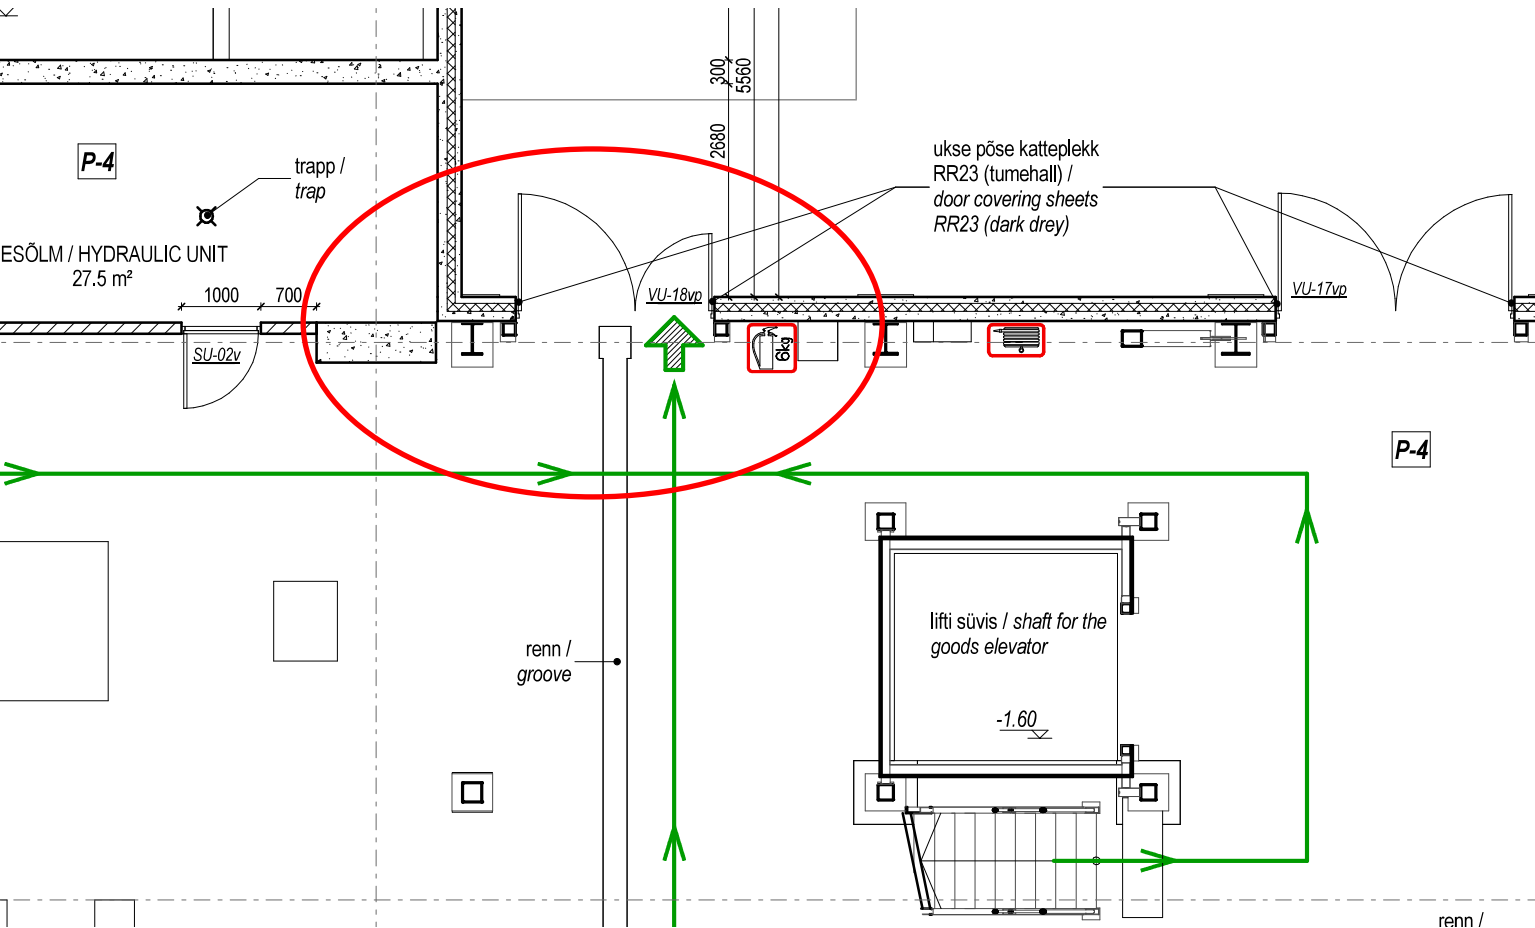 300
5560
2680
P-4
trapp /
trap
ESÕLM / HYDRAULIC UNIT
27.5 m²
1000
700
SU-02v
ukse põse katteplekk
RR23 (tumehall) /
door covering sheets
RR23 (dark drey)
VU-18vp
VU-17vp
6kg
P-4
lifti süvis / shaft for the
goods elevator
-1.60
renn /
groove
renn /